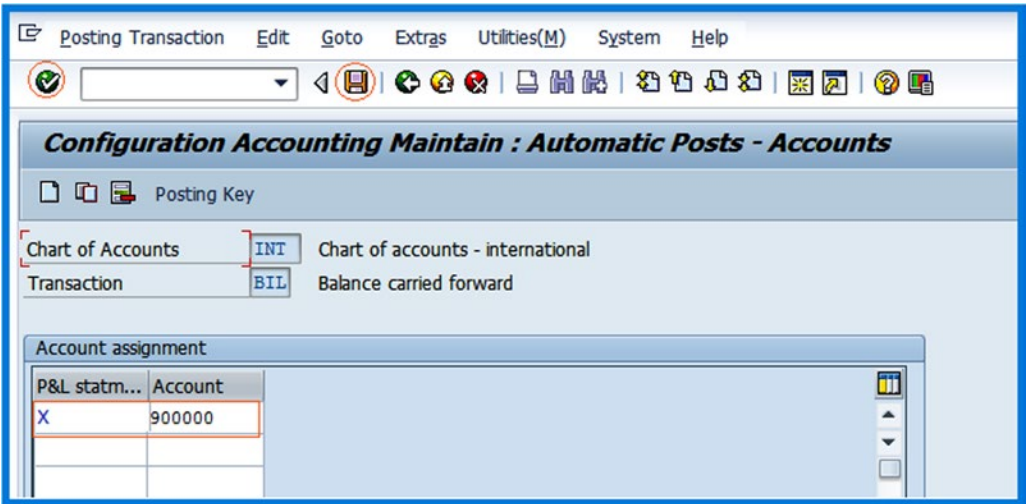 Posting Transaction Edit Goto Extras Utilities(M) System Help
Configuration Accounting Maintain : Automatic Posts - Accounts
Posting Key
Chart of Accounts INT Chart of accounts - international
Transaction BIL Balance carried forward
Account assignment
P&L statm... Account
X 900000